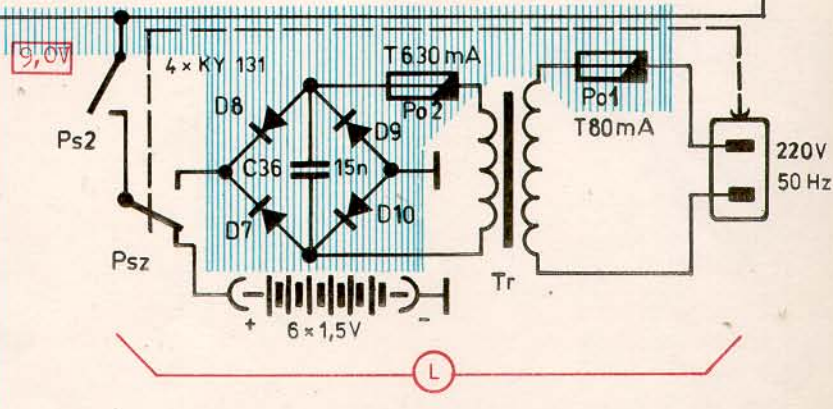 9,0V
4 × KY 131
T 630 mA
Po2
Po1
T80mA
D8
D9
Ps2
C36
15n
220V
50 Hz
D7
D10
Psz
Tr
+
6 × 1,5V
-
L